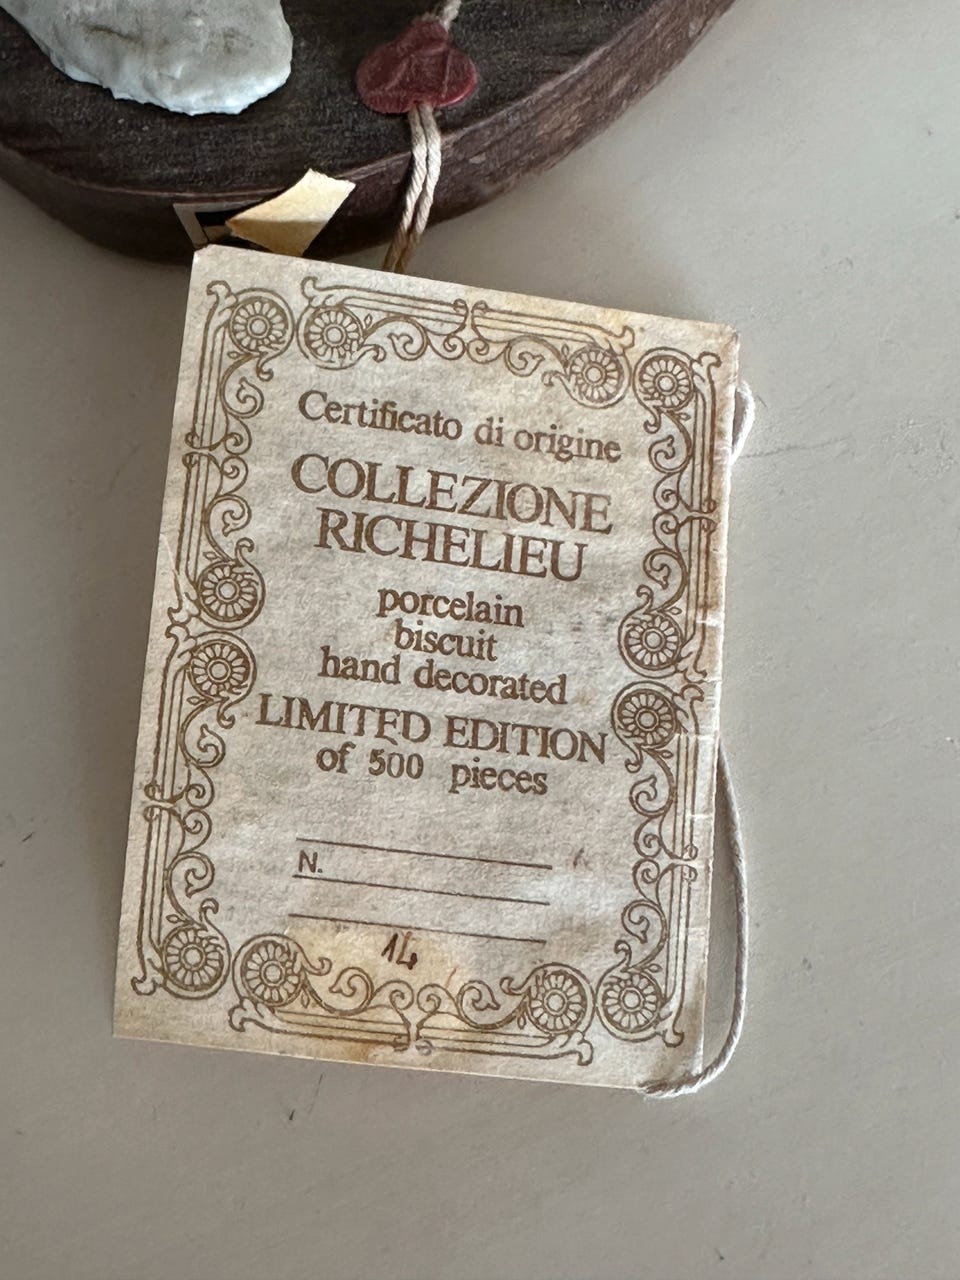 Certificato di origine
COLLEZIONE
RICHELIEU
porcelain
biscuit
hand decorated
LIMITED EDITION
of 500 pieces
N.
14